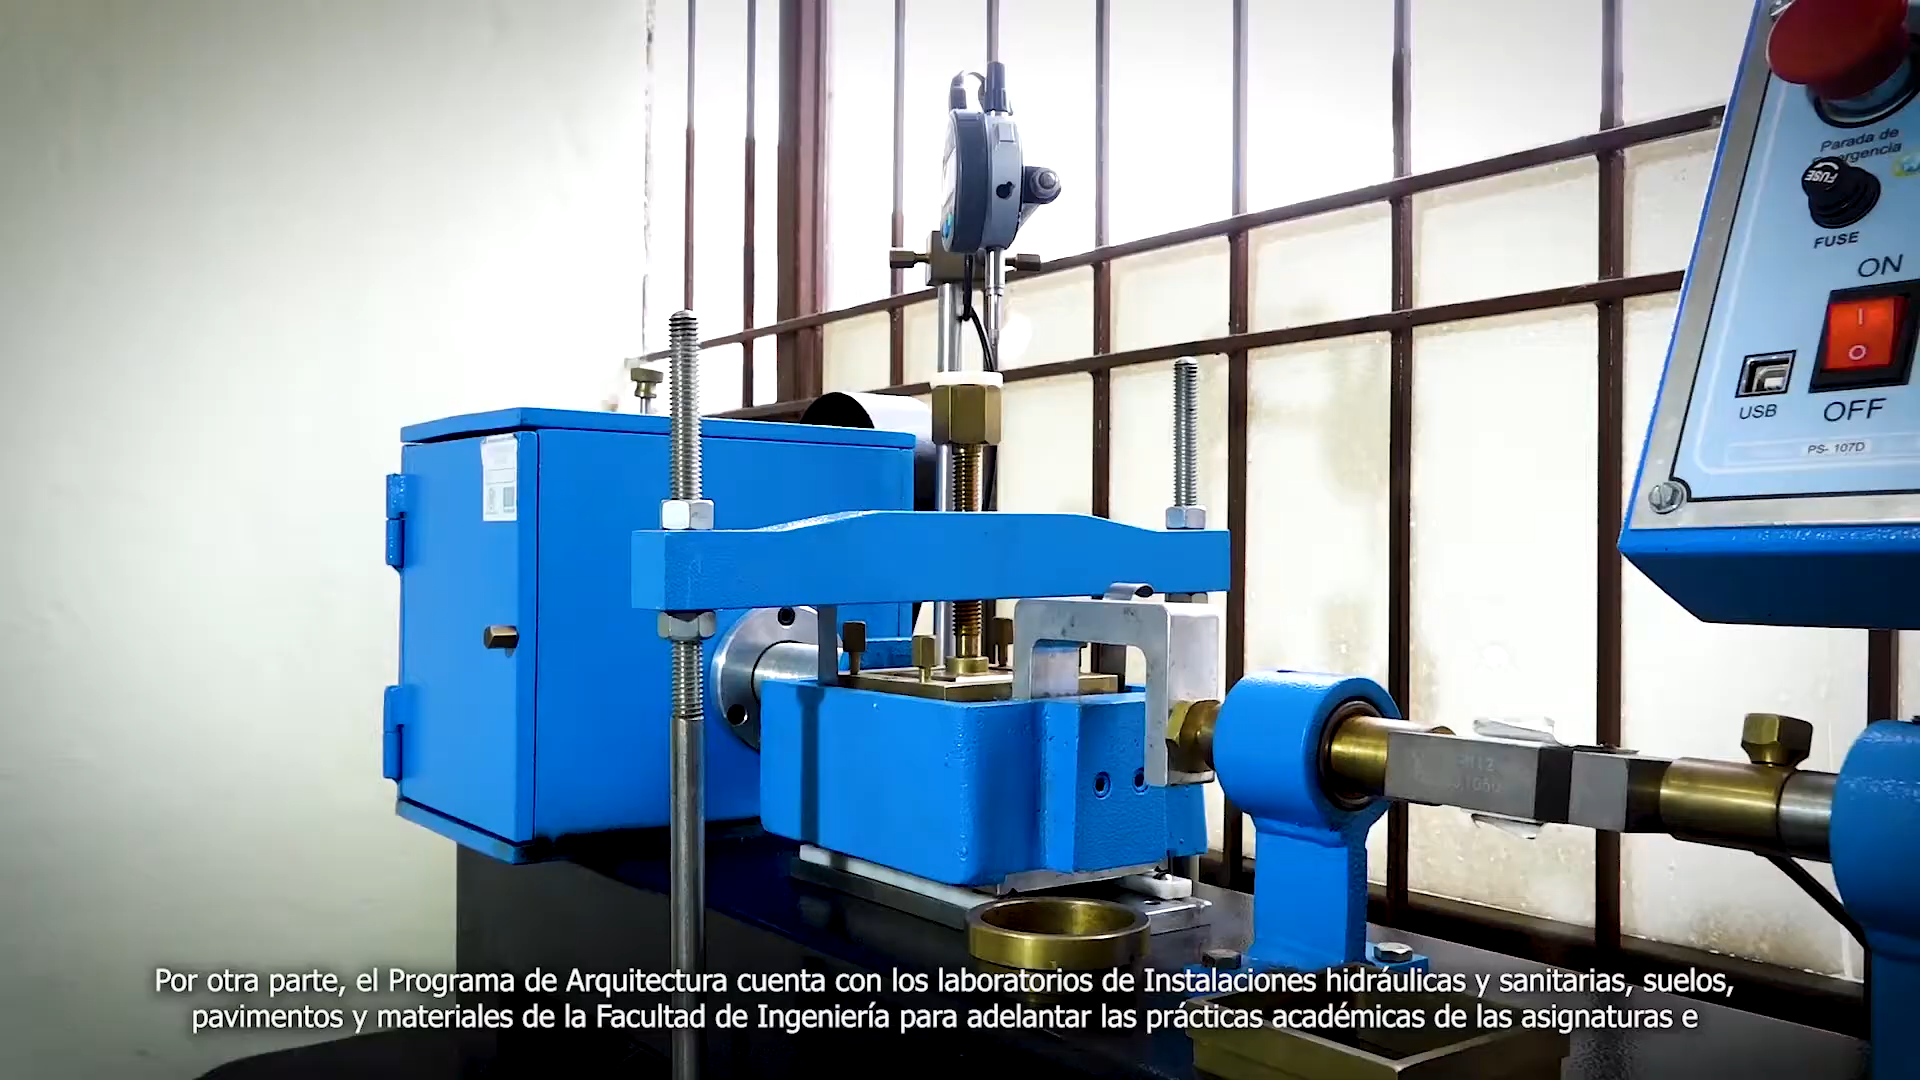 Parada de
Emergencia
FUSE
FUSE
ON
USB
OFF
PS- 107D
Por otra parte, el Programa de Arquitectura cuenta con los laboratorios de Instalaciones hidráulicas y sanitarias, suelos,
pavimentos y materiales de la Facultad de Ingeniería para adelantar las prácticas académicas de las asignaturas e